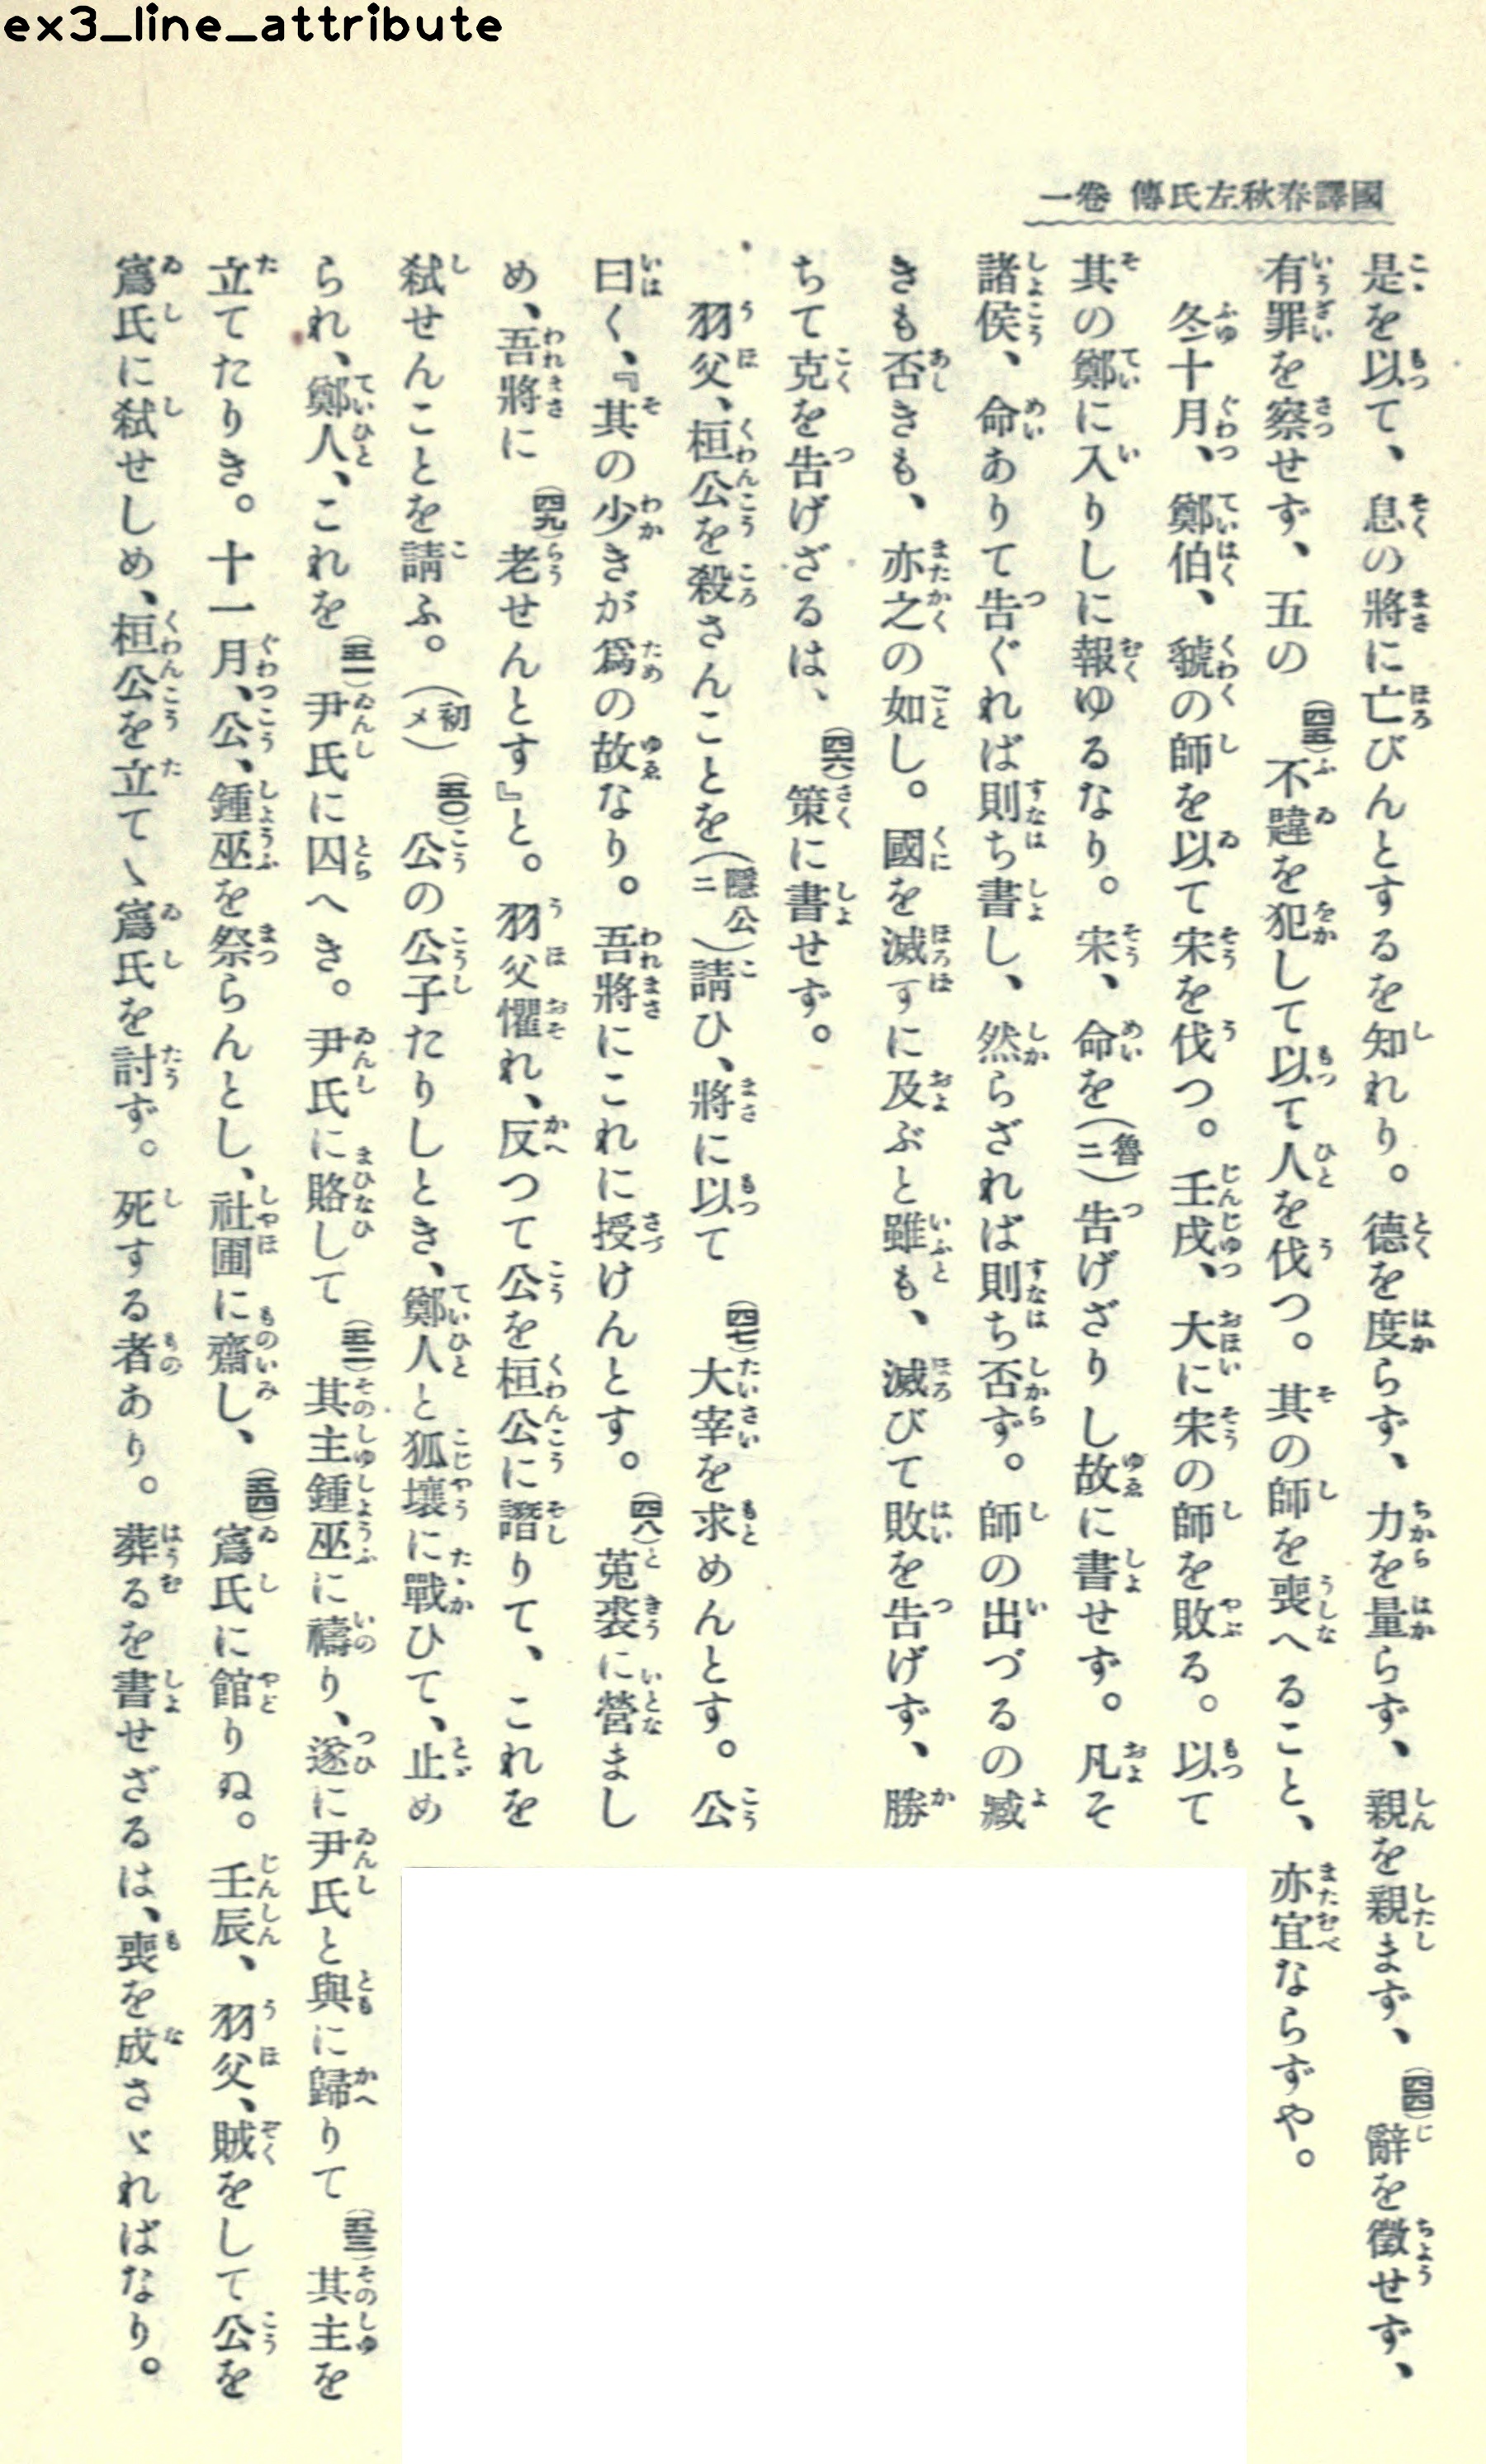 ex3_line_attribute
國譯春秋左氏傳 卷一
是を以て、息の將に亡びんとするを知れり。德を度らず、力を量らず、親を親まず、(四四)辭を徵せず、
有罪を察せず、五の(四五)不韙を犯して以て人を伐つ。其の師を喪へること、亦宜ならずや。
冬十月、鄭伯、虢の師を以て宋を伐つ。壬戌、大に宋の師を敗る。以て
其の鄭に入りしに報ゆるなり。宋、命を(魯ニ)告げざりし故に書せず。凡そ
諸侯、命ありて告ぐれば則ち書し、然らざれば則ち否ず。師の出づるの臧
きも否きも、亦之の如し。國を滅すに及ぶと雖も、滅びて敗を告げず、勝
ちて克を告げざるは、(四六)策に書せず。
羽父、桓公を殺さんことを(隱公ニ)請ひ、將に以て(四七)大宰を求めんとす。公
曰く、『其の少きが爲の故なり。吾將にこれに授けんとす。(四八)菟裘に營まし
め、吾將に(四九)老せんとす』と。羽父懼れ、反つて公を桓公に譖りて、これを
弑せんことを請ふ。(初メ)(五〇)公の公子たりしとき、鄭人と狐壤に戰ひて、止め
られ、鄭人、これを(五一)尹氏に囚へき。尹氏に賂して(五二)其主鍾巫に禱り、遂に尹氏と與に歸りて(五三)其主を
立てたりき。十一月、公、鍾巫を祭らんとし、社圃に齋し、(五四)寪氏に館りぬ。壬辰、羽父、賊をして公を
寪氏に弑せしめ、桓公を立てゝ寪氏を討ず。死する者あり。葬るを書せざるは、喪を成さゞればなり。